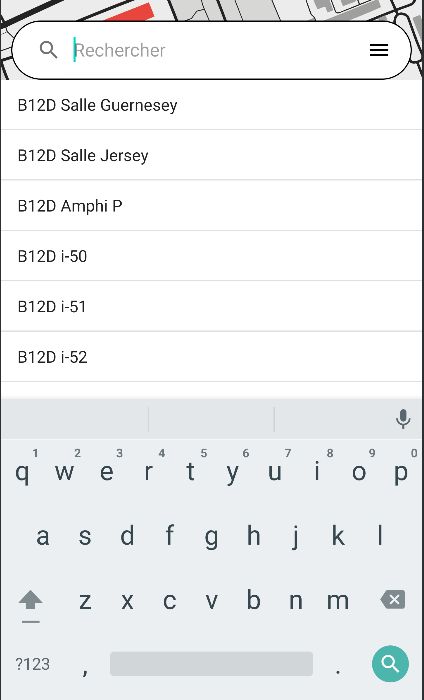 Rechercher
B12D Salle Guernesey
B12D Salle Jersey
B12D Amphi P
B12D i-50
B12D i-51
B12D i-52
1 2 3 4 5 6 7 8 9 0
q w e r t y u i o p
a s d f g h j k l
z x c v b n m
?123 , .